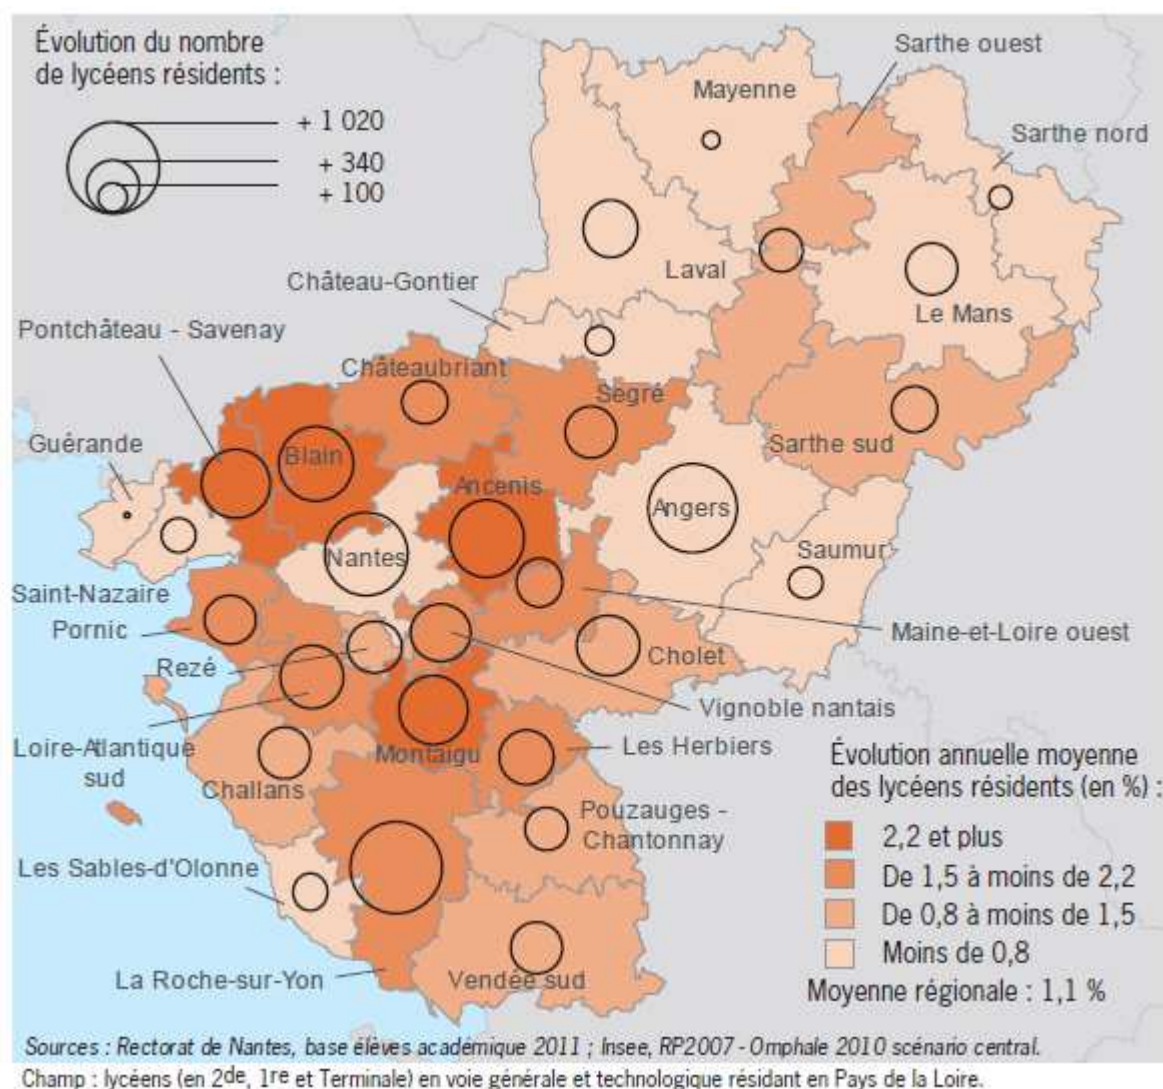 Évolution du nombre
de lycéens résidents :
+ 1 020
+ 340
+ 100
Sarthe ouest
Mayenne
Sarthe nord
Laval
Château-Gontier
Le Mans
Pontchâteau - Savenay
Châteaubriant
Segré
Guérande
Blain
Sarthe sud
Ancenis
Angers
Nantes
Saumur
Saint-Nazaire
Pornic
Maine-et-Loire ouest
Rezé
Cholet
Vignoble nantais
Loire-Atlantique
sud
Montaigu
Les Herbiers
Challans
Pouzauges -
Chantonnay
Les Sables-d'Olonne
La Roche-sur-Yon
Vendée sud
Évolution annuelle moyenne
des lycéens résidents (en %) :
2,2 et plus
De 1,5 à moins de 2,2
De 0,8 à moins de 1,5
Moins de 0,8
Moyenne régionale : 1,1 %
Sources : Rectorat de Nantes, base élèves académique 2011 ; Insee, RP2007 - Omphale 2010 scénario central.
Champ : lycéens (en 2de, 1re et Terminale) en voie générale et technologique résidant en Pays de la Loire.